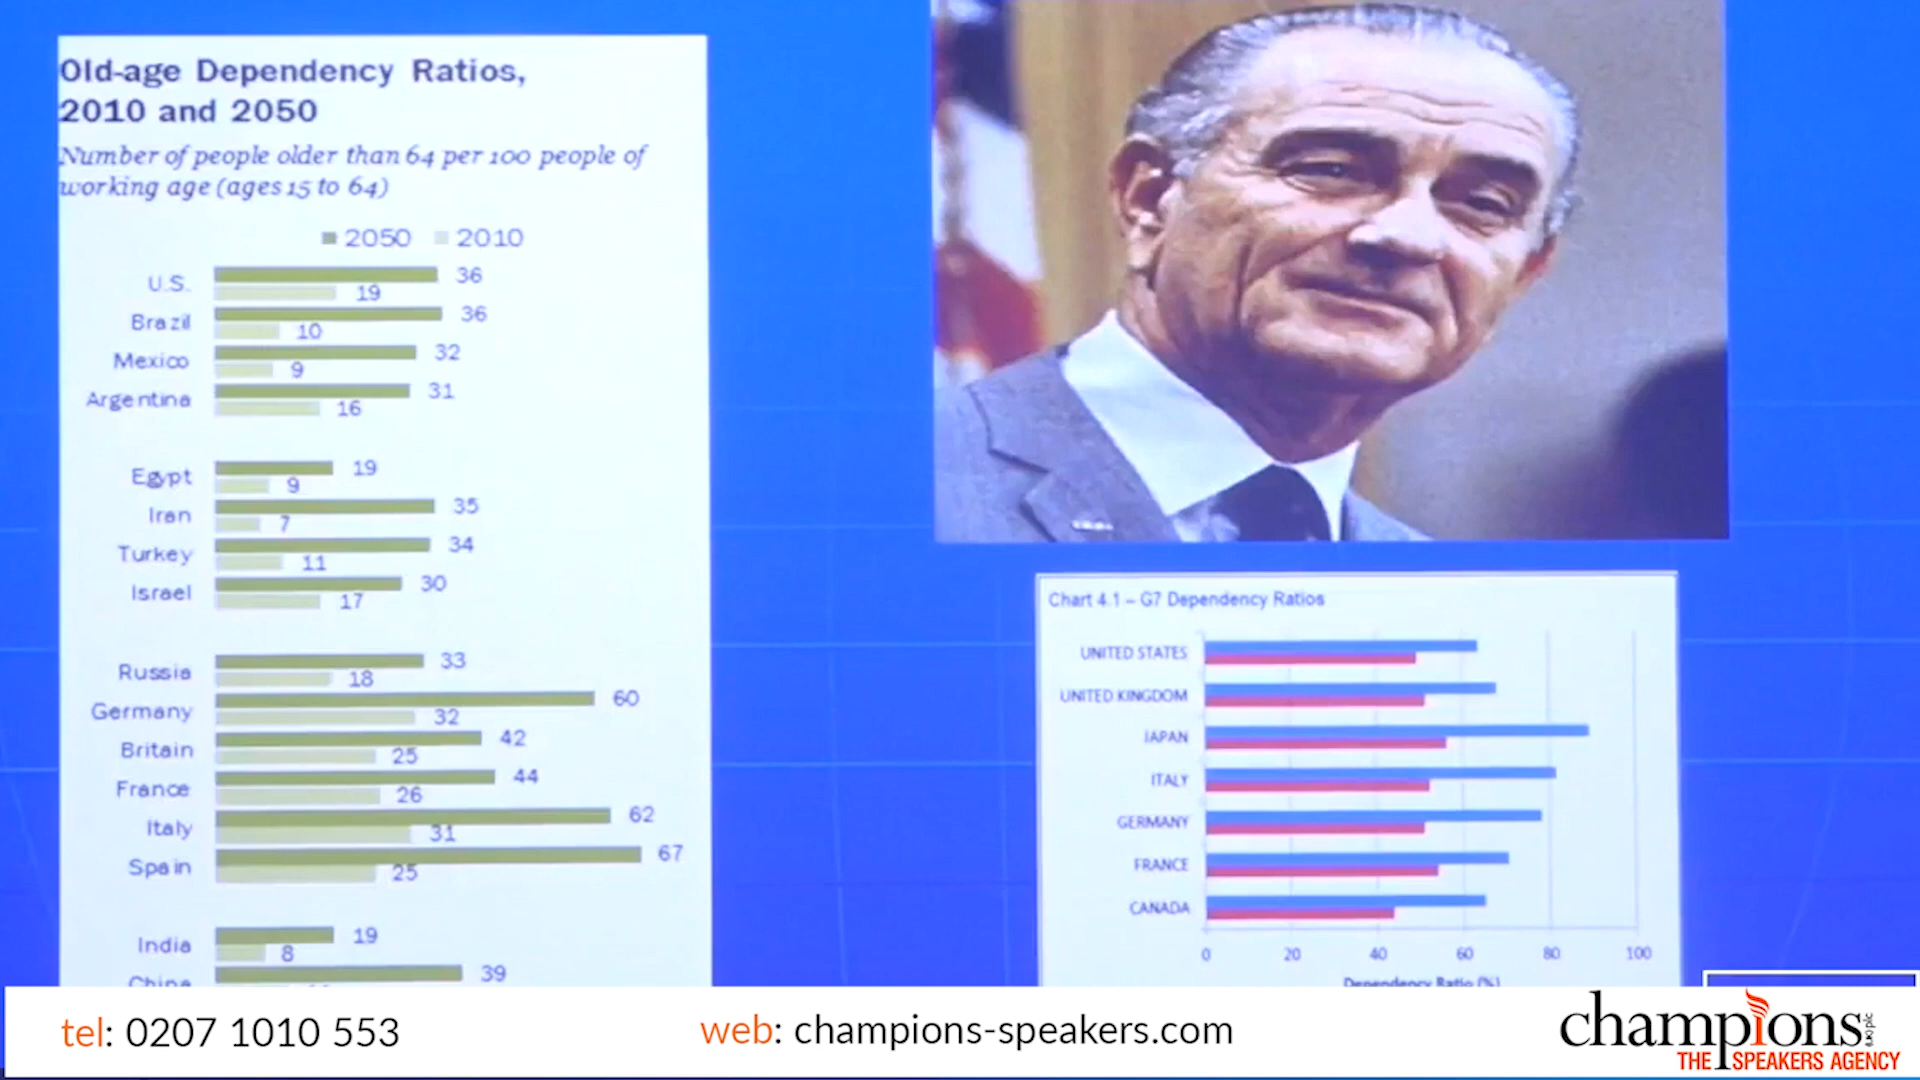 Old-age Dependency Ratios,
2010 and 2050
Number of people older than 64 per 100 people of
working age (ages 15 to 64)
2050 2010
U.S. 36
19
Brazil 36
10
Mexico 32
9
Argentina 31
16
Egypt 19
9
Iran 35
7
Turkey 34
11
Israel 30
17
Russia 33
18
Germany 60
32
Britain 42
25
France 44
26
Italy 62
31
Spain 67
25
India 19
8
China 39
Chart 4.1 – G7 Dependency Ratios
UNITED STATES
UNITED KINGDOM
JAPAN
ITALY
GERMANY
FRANCE
CANADA
0 20 40 60 80 100
Dependency Ratio (%)
tel: 0207 1010 553
web: champions-speakers.com
champions
THE SPEAKERS AGENCY